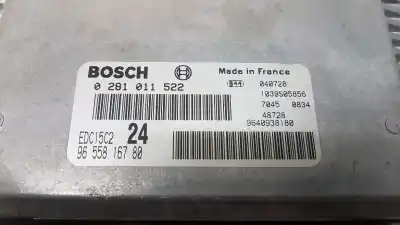 BOSCH
Made in France
0 281 011 522
040728
1039S05856
7045 0834
48728
9640938180
EDC15C2 24
96 558 167 80